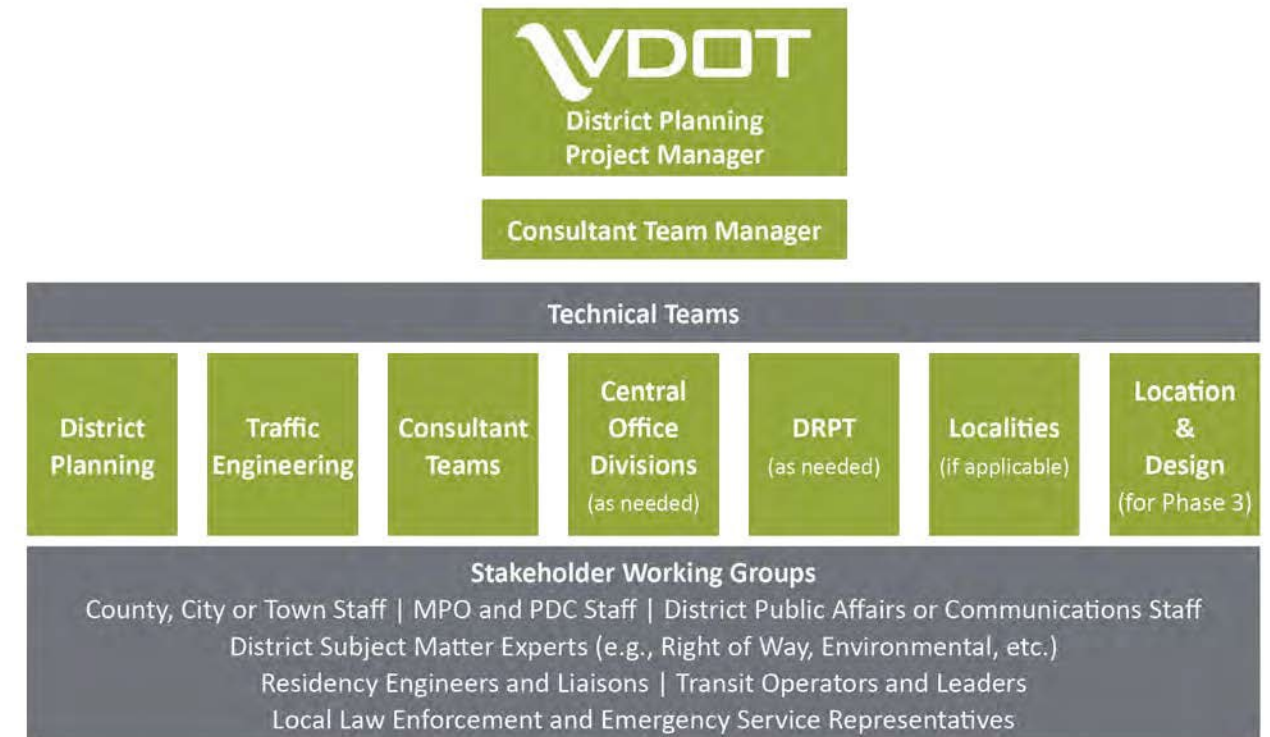 VDOT
District Planning
Project Manager
Consultant Team Manager
Technical Teams
District
Planning
Traffic
Engineering
Consultant
Teams
Central
Office
Divisions
(as needed)
DRPT
(as needed)
Localities
(if applicable)
Location
&
Design
(for Phase 3)
Stakeholder Working Groups
County, City or Town Staff | MPO and PDC Staff | District Public Affairs or Communications Staff
District Subject Matter Experts (e.g., Right of Way, Environmental, etc.)
Residency Engineers and Liaisons | Transit Operators and Leaders
Local Law Enforcement and Emergency Service Representatives